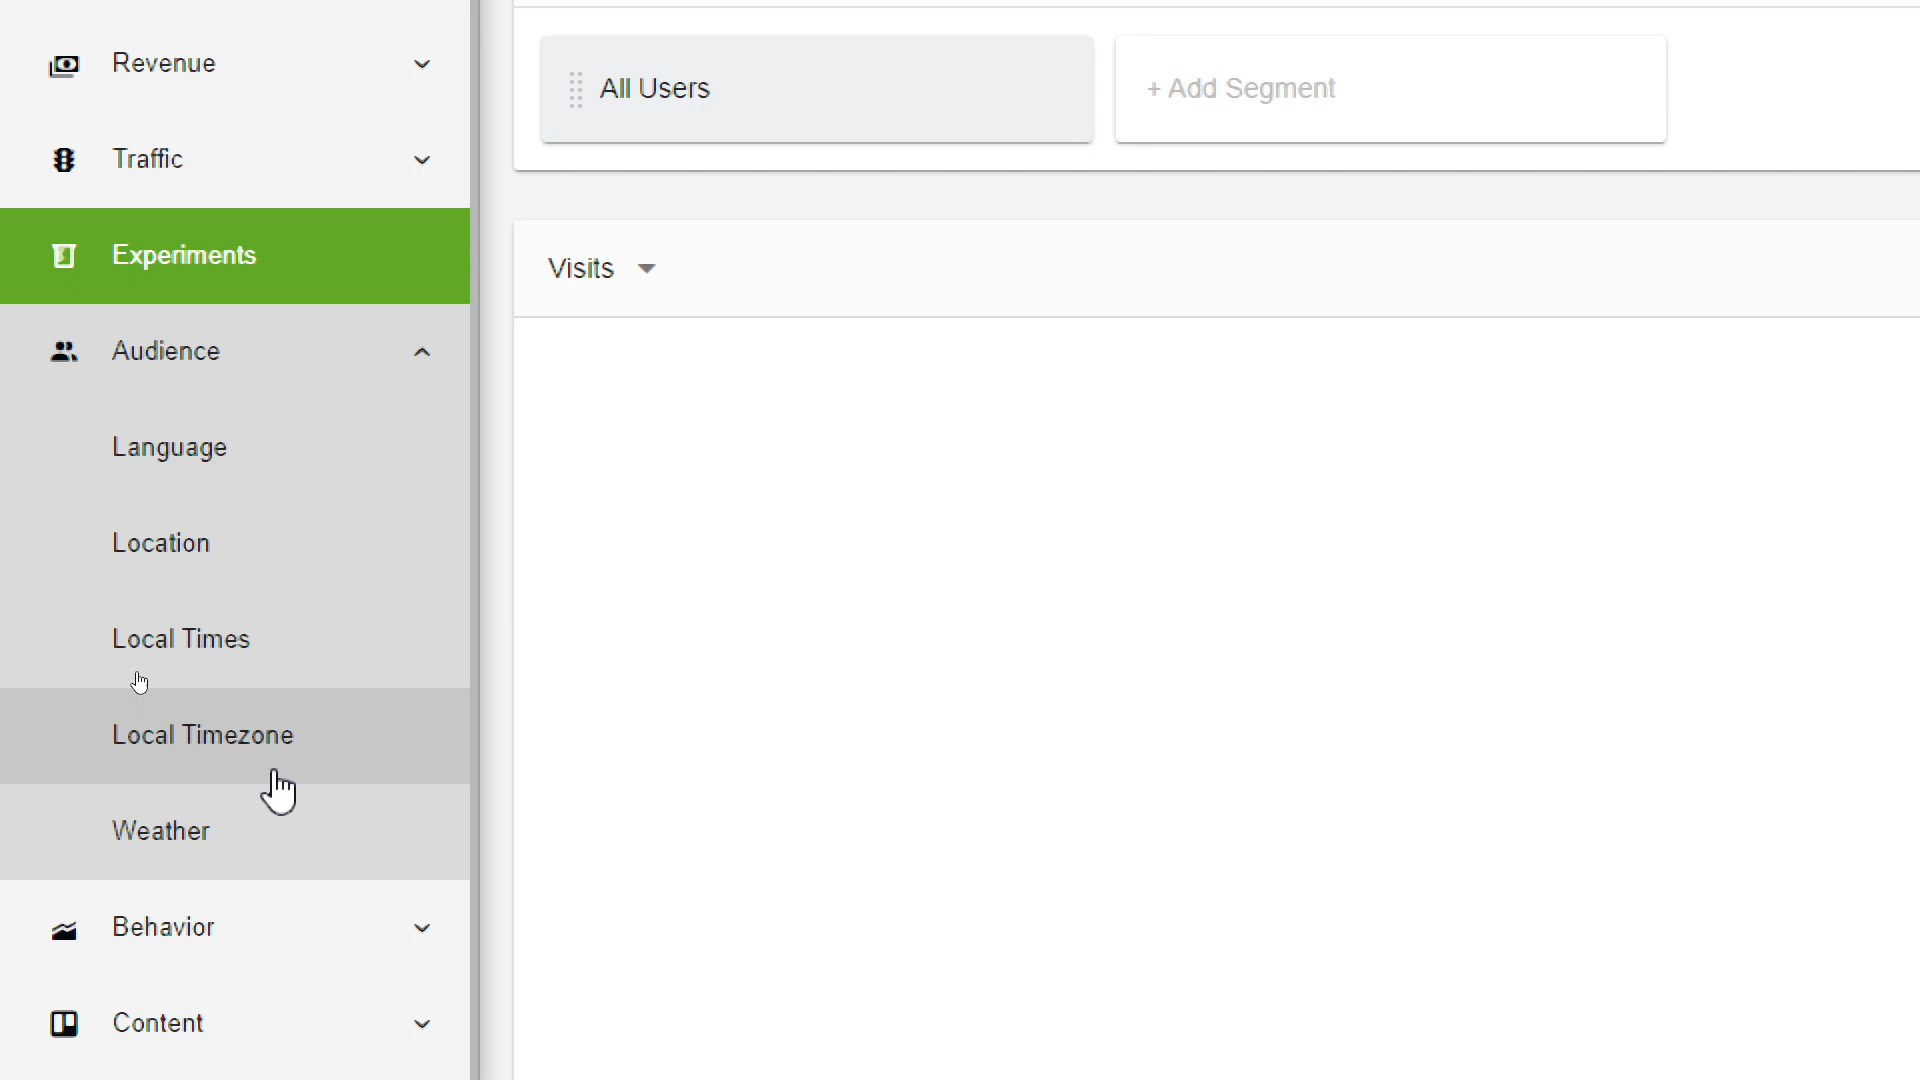 Revenue
Traffic
Experiments
Audience
Language
Location
Local Times
Local Timezone
Weather
Behavior
Content
All Users
+ Add Segment
Visits